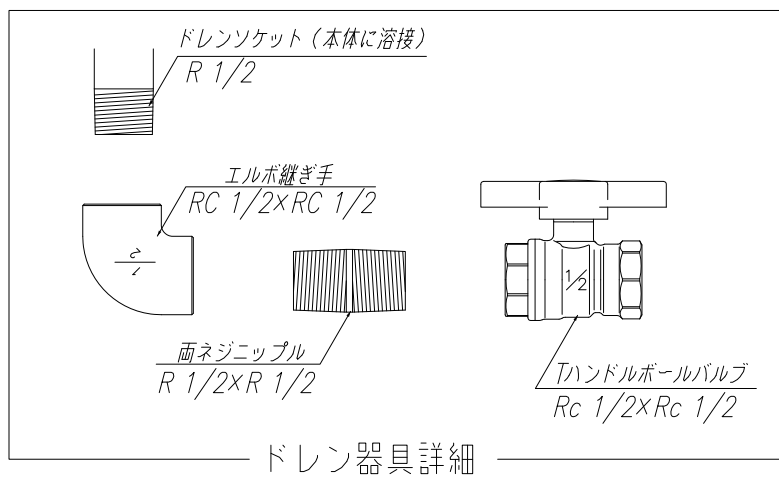 ドレンソケット（本体に溶接）
R 1/2
エルボ継ぎ手
RC 1/2×RC 1/2
1/2
1/2
両ネジニップル
R 1/2×R 1/2
Tハンドルボールバルブ
Rc 1/2×Rc 1/2
ドレン器具詳細